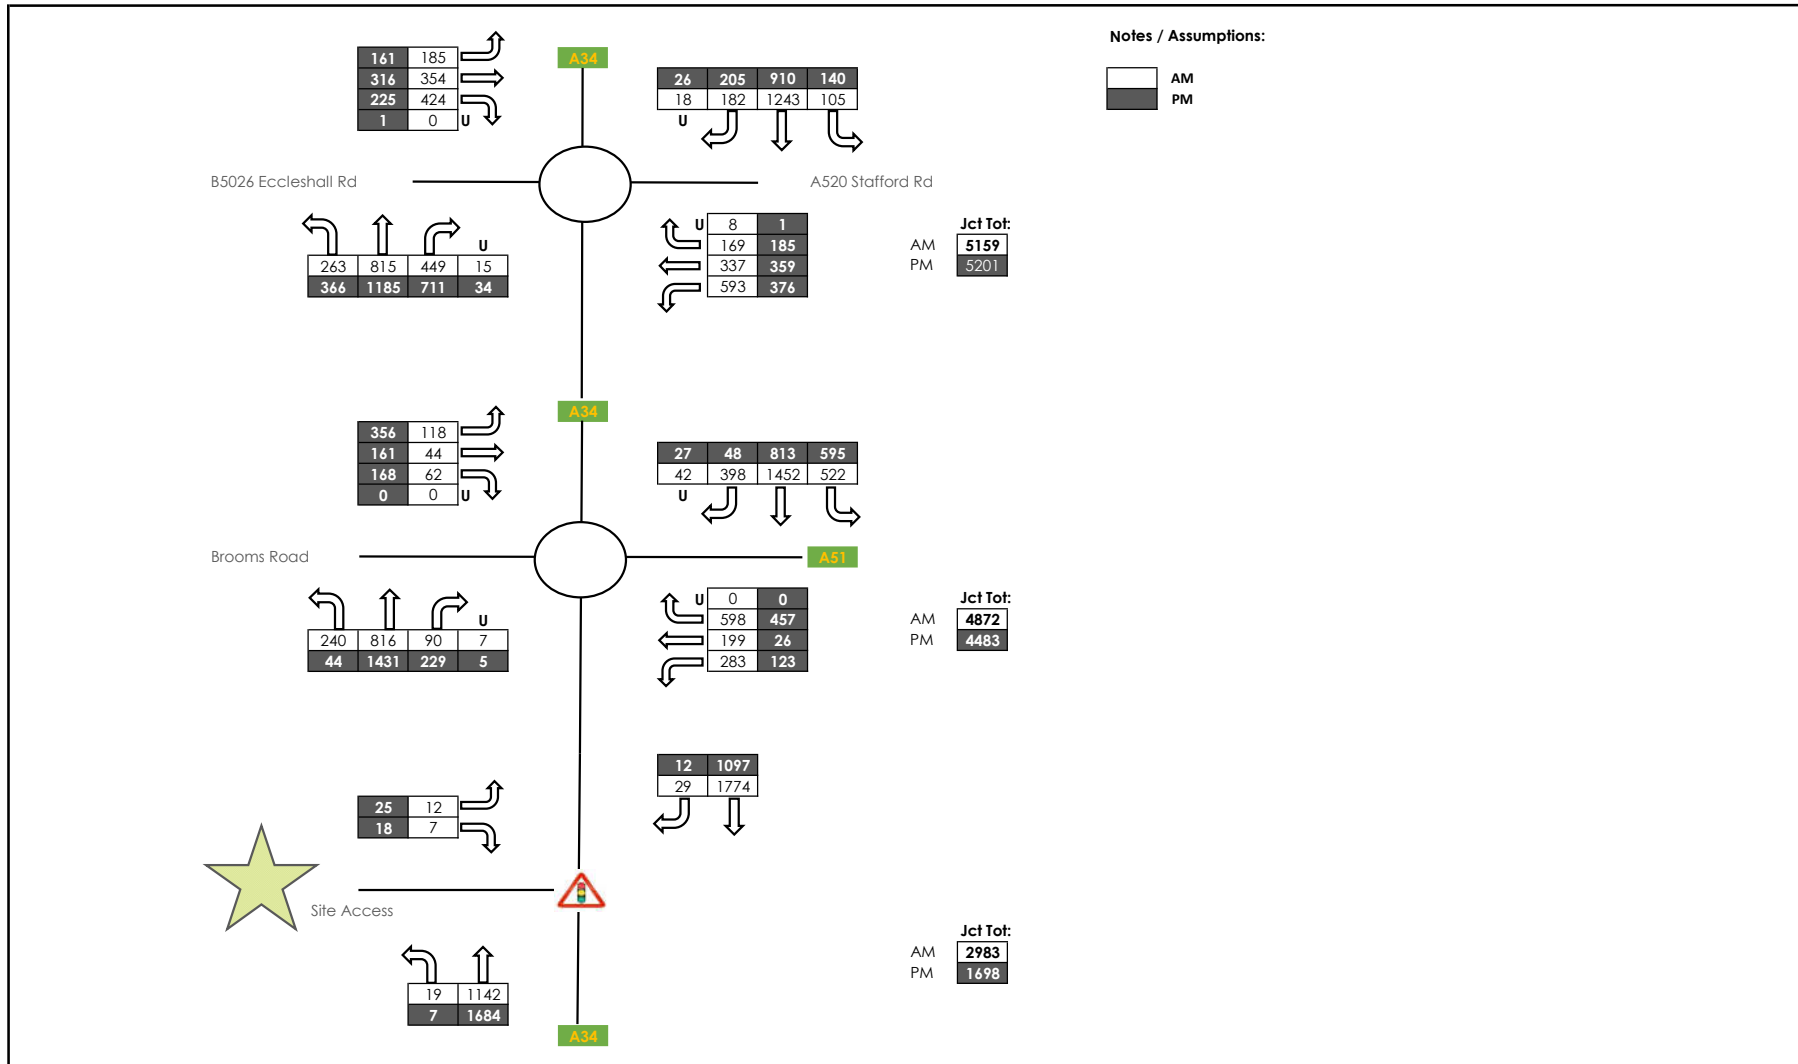 Notes / Assumptions:
AM
PM
A34
161 185
316 354
225 424
1 0 U
26 205 910 140
18 182 1243 105
U
B5026 Eccleshall Rd
A520 Stafford Rd
U
263 815 449 15
366 1185 711 34
U 8 1
169 185
337 359
593 376
Jct Tot:
AM 5159
PM 5201
A34
356 118
161 44
168 62
0 0 U
27 48 813 595
42 398 1452 522
U
Brooms Road
A51
U
240 816 90 7
44 1431 229 5
U 0 0
598 457
199 26
283 123
Jct Tot:
AM 4872
PM 4483
12 1097
29 1774
25 12
18 7
Site Access
19 1142
7 1684
Jct Tot:
AM 2983
PM 1698
A34